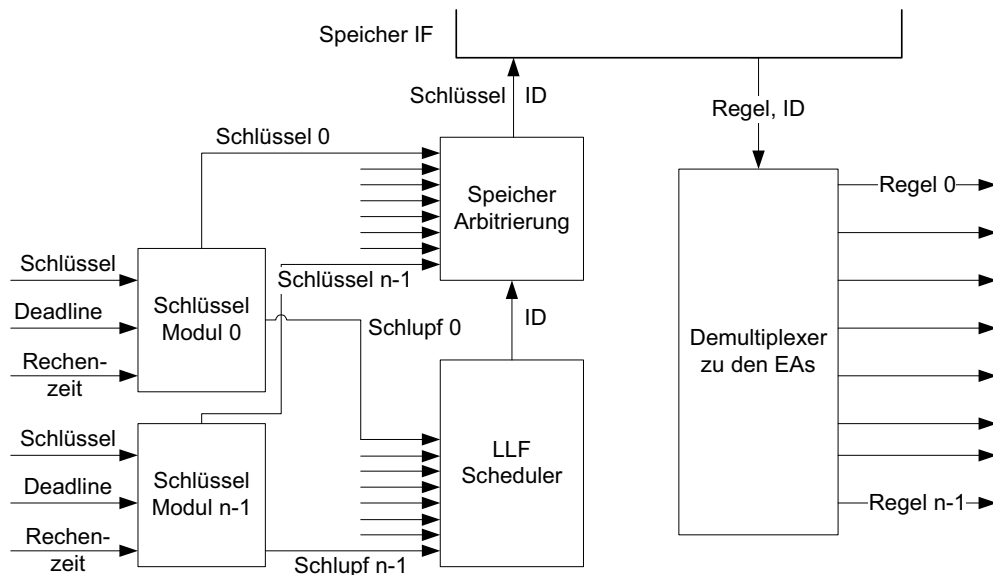 Speicher IF
Schlüssel ID
Regel, ID
Schlüssel 0
Speicher
Arbitrierung
Regel 0
Schlüssel
Deadline
Rechen-
zeit
Schlüssel
Modul 0
Schlüssel n-1
Schlupf 0
ID
Demultiplexer
zu den EAs
Schlüssel
Deadline
Rechen-
zeit
Schlüssel
Modul n-1
LLF
Scheduler
Schlupf n-1
Regel n-1